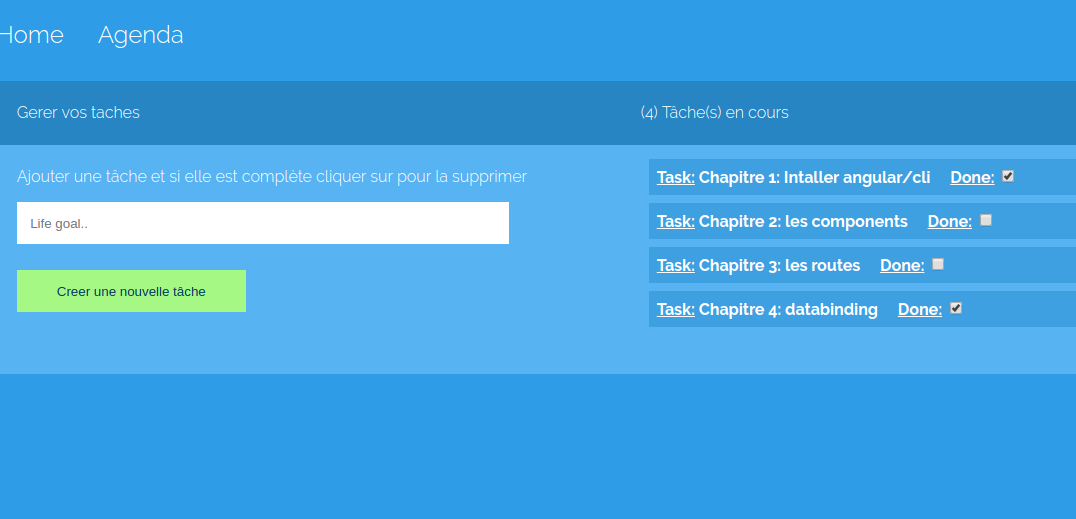 Home Agenda
Gerer vos taches
(4) Tâche(s) en cours
Ajouter une tâche et si elle est complète cliquer sur pour la supprimer
Life goal..
Creer une nouvelle tâche
Task: Chapitre 1: Intaller angular/cli Done:
Task: Chapitre 2: les components Done:
Task: Chapitre 3: les routes Done:
Task: Chapitre 4: databinding Done: